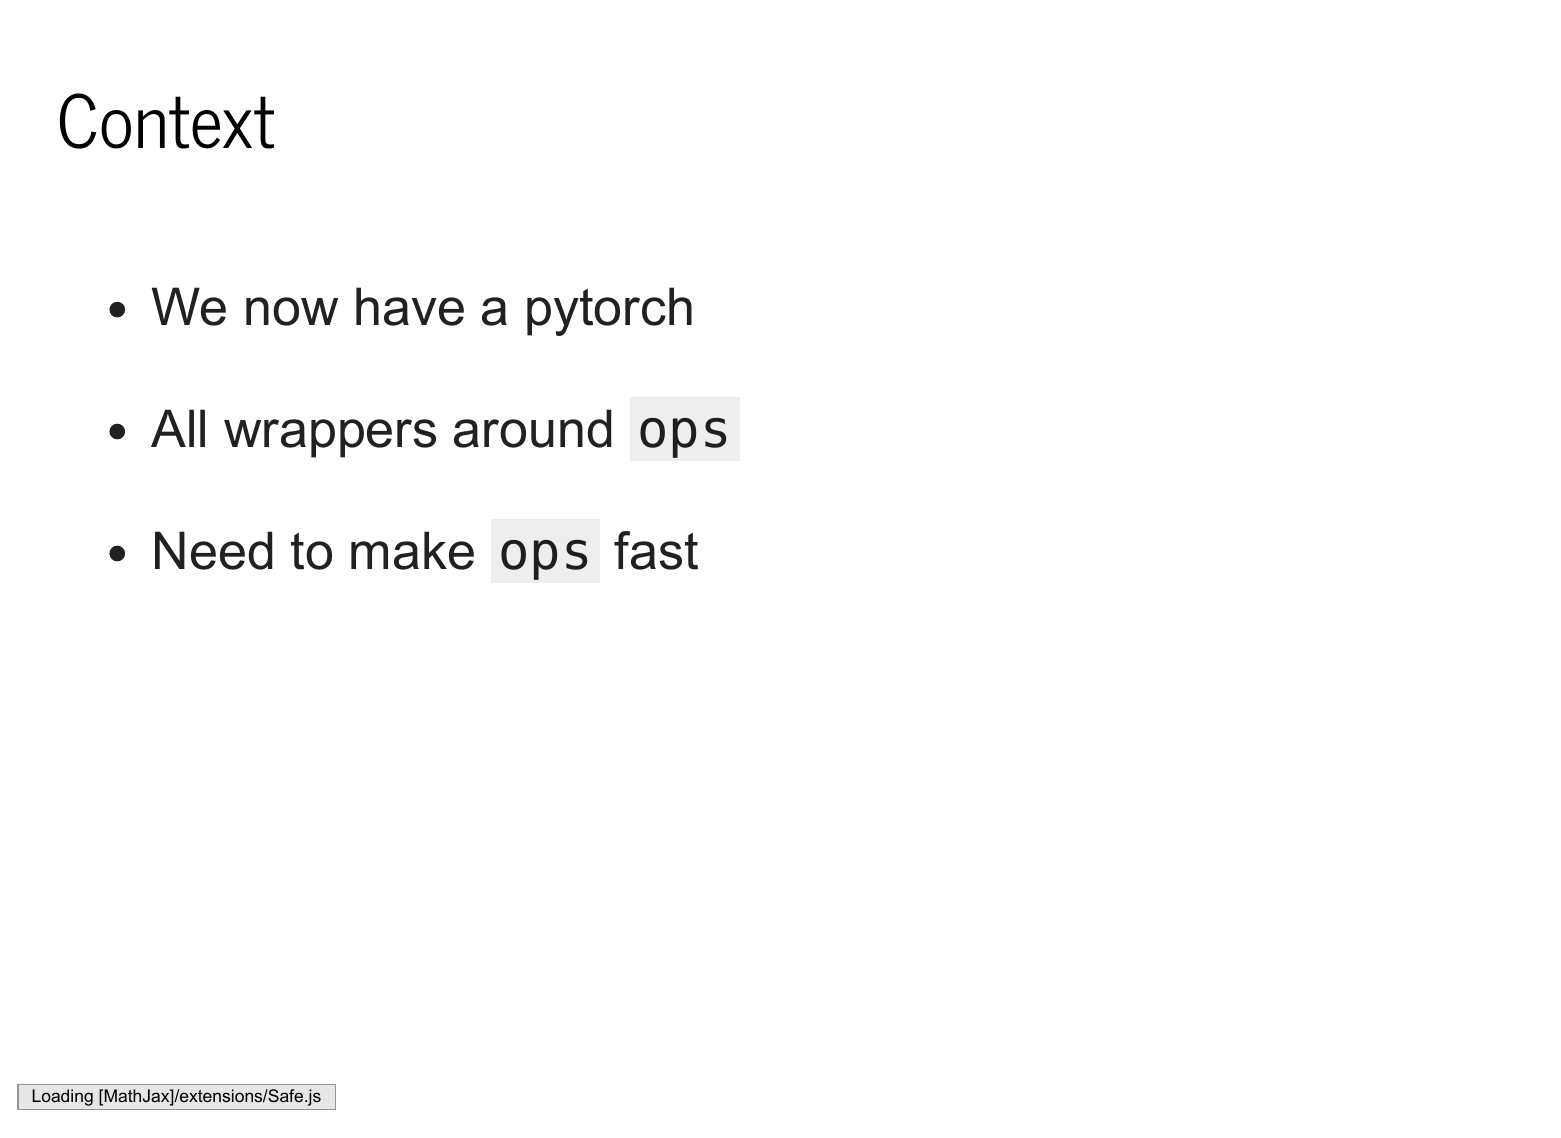 Context
We now have a pytorch
All wrappers around ops
Need to make ops fast
Loading [MathJax]/extensions/Safe.js